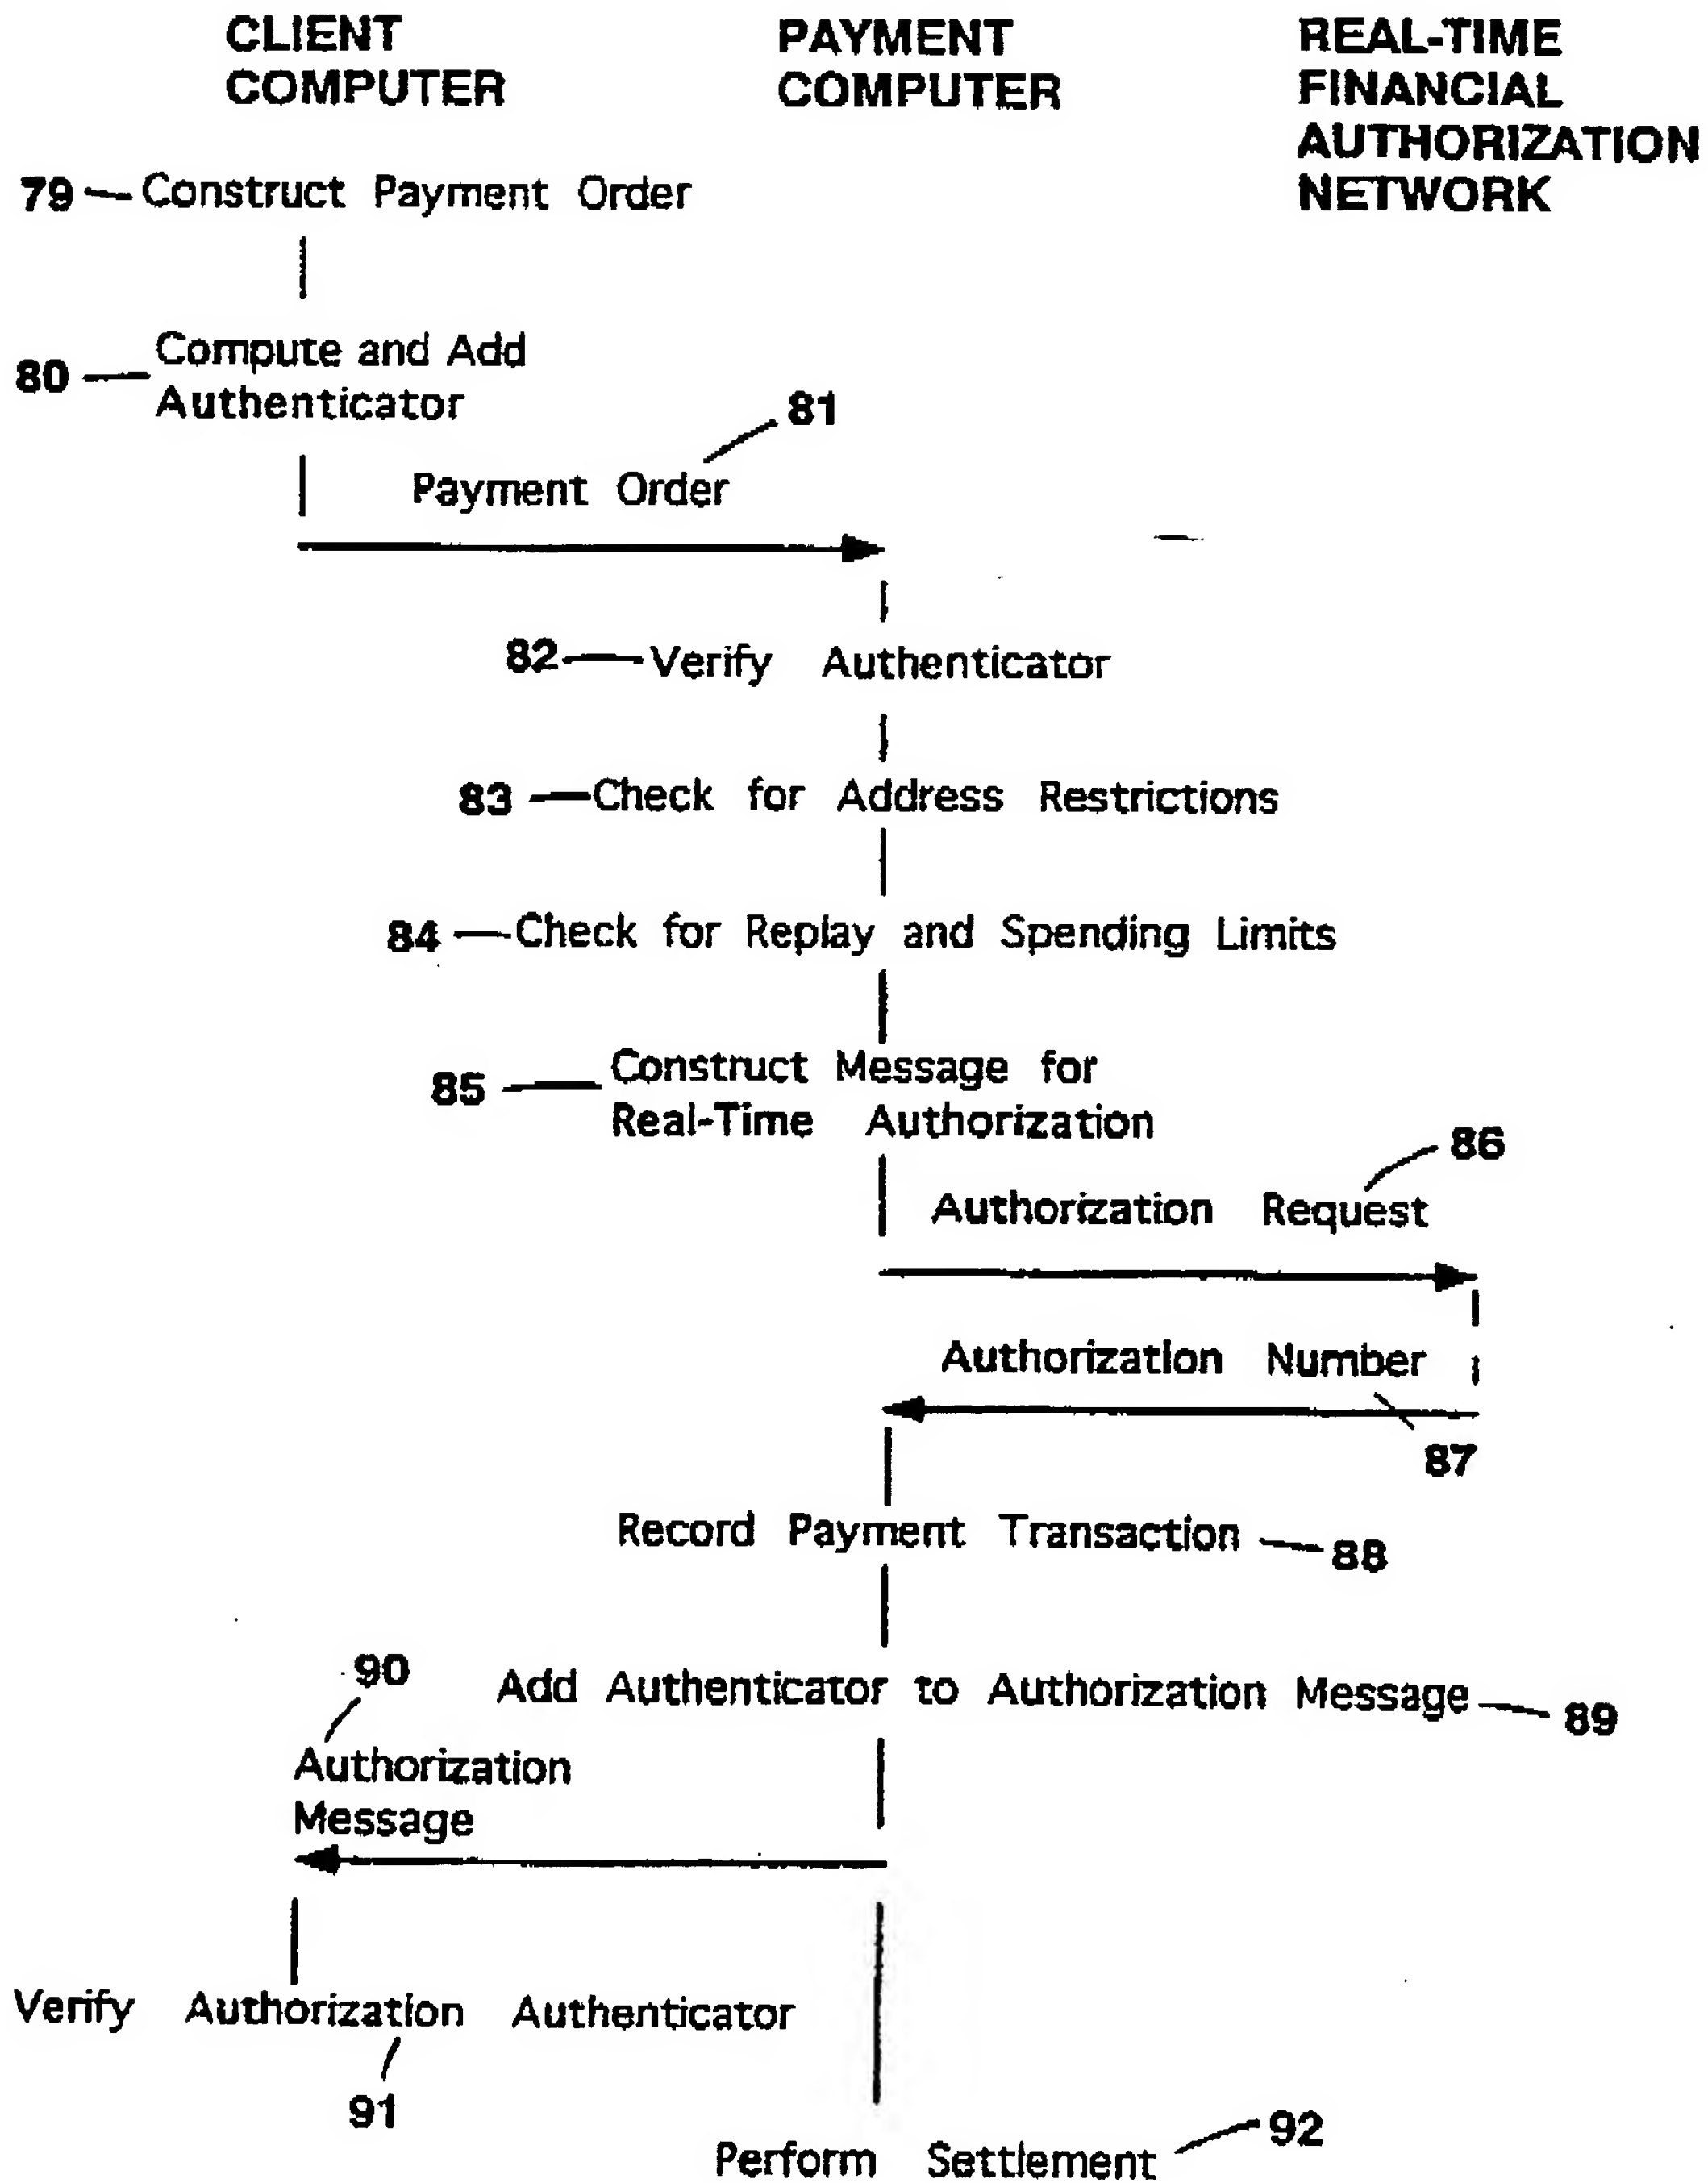 CLIENT
COMPUTER
PAYMENT
COMPUTER
REAL-TIME
FINANCIAL
AUTHORIZATION
NETWORK
79 Construct Payment Order
80 Compute and Add
Authenticator
81
Payment Order
82 Verify Authenticator
83 Check for Address Restrictions
84 Check for Replay and Spending Limits
85 Construct Message for
Real-Time Authorization
86
Authorization Request
Authorization Number
87
Record Payment Transaction 88
90
Add Authenticator to Authorization Message 89
Authorization
Message
Verify Authorization Authenticator
91
92
Perform Settlement